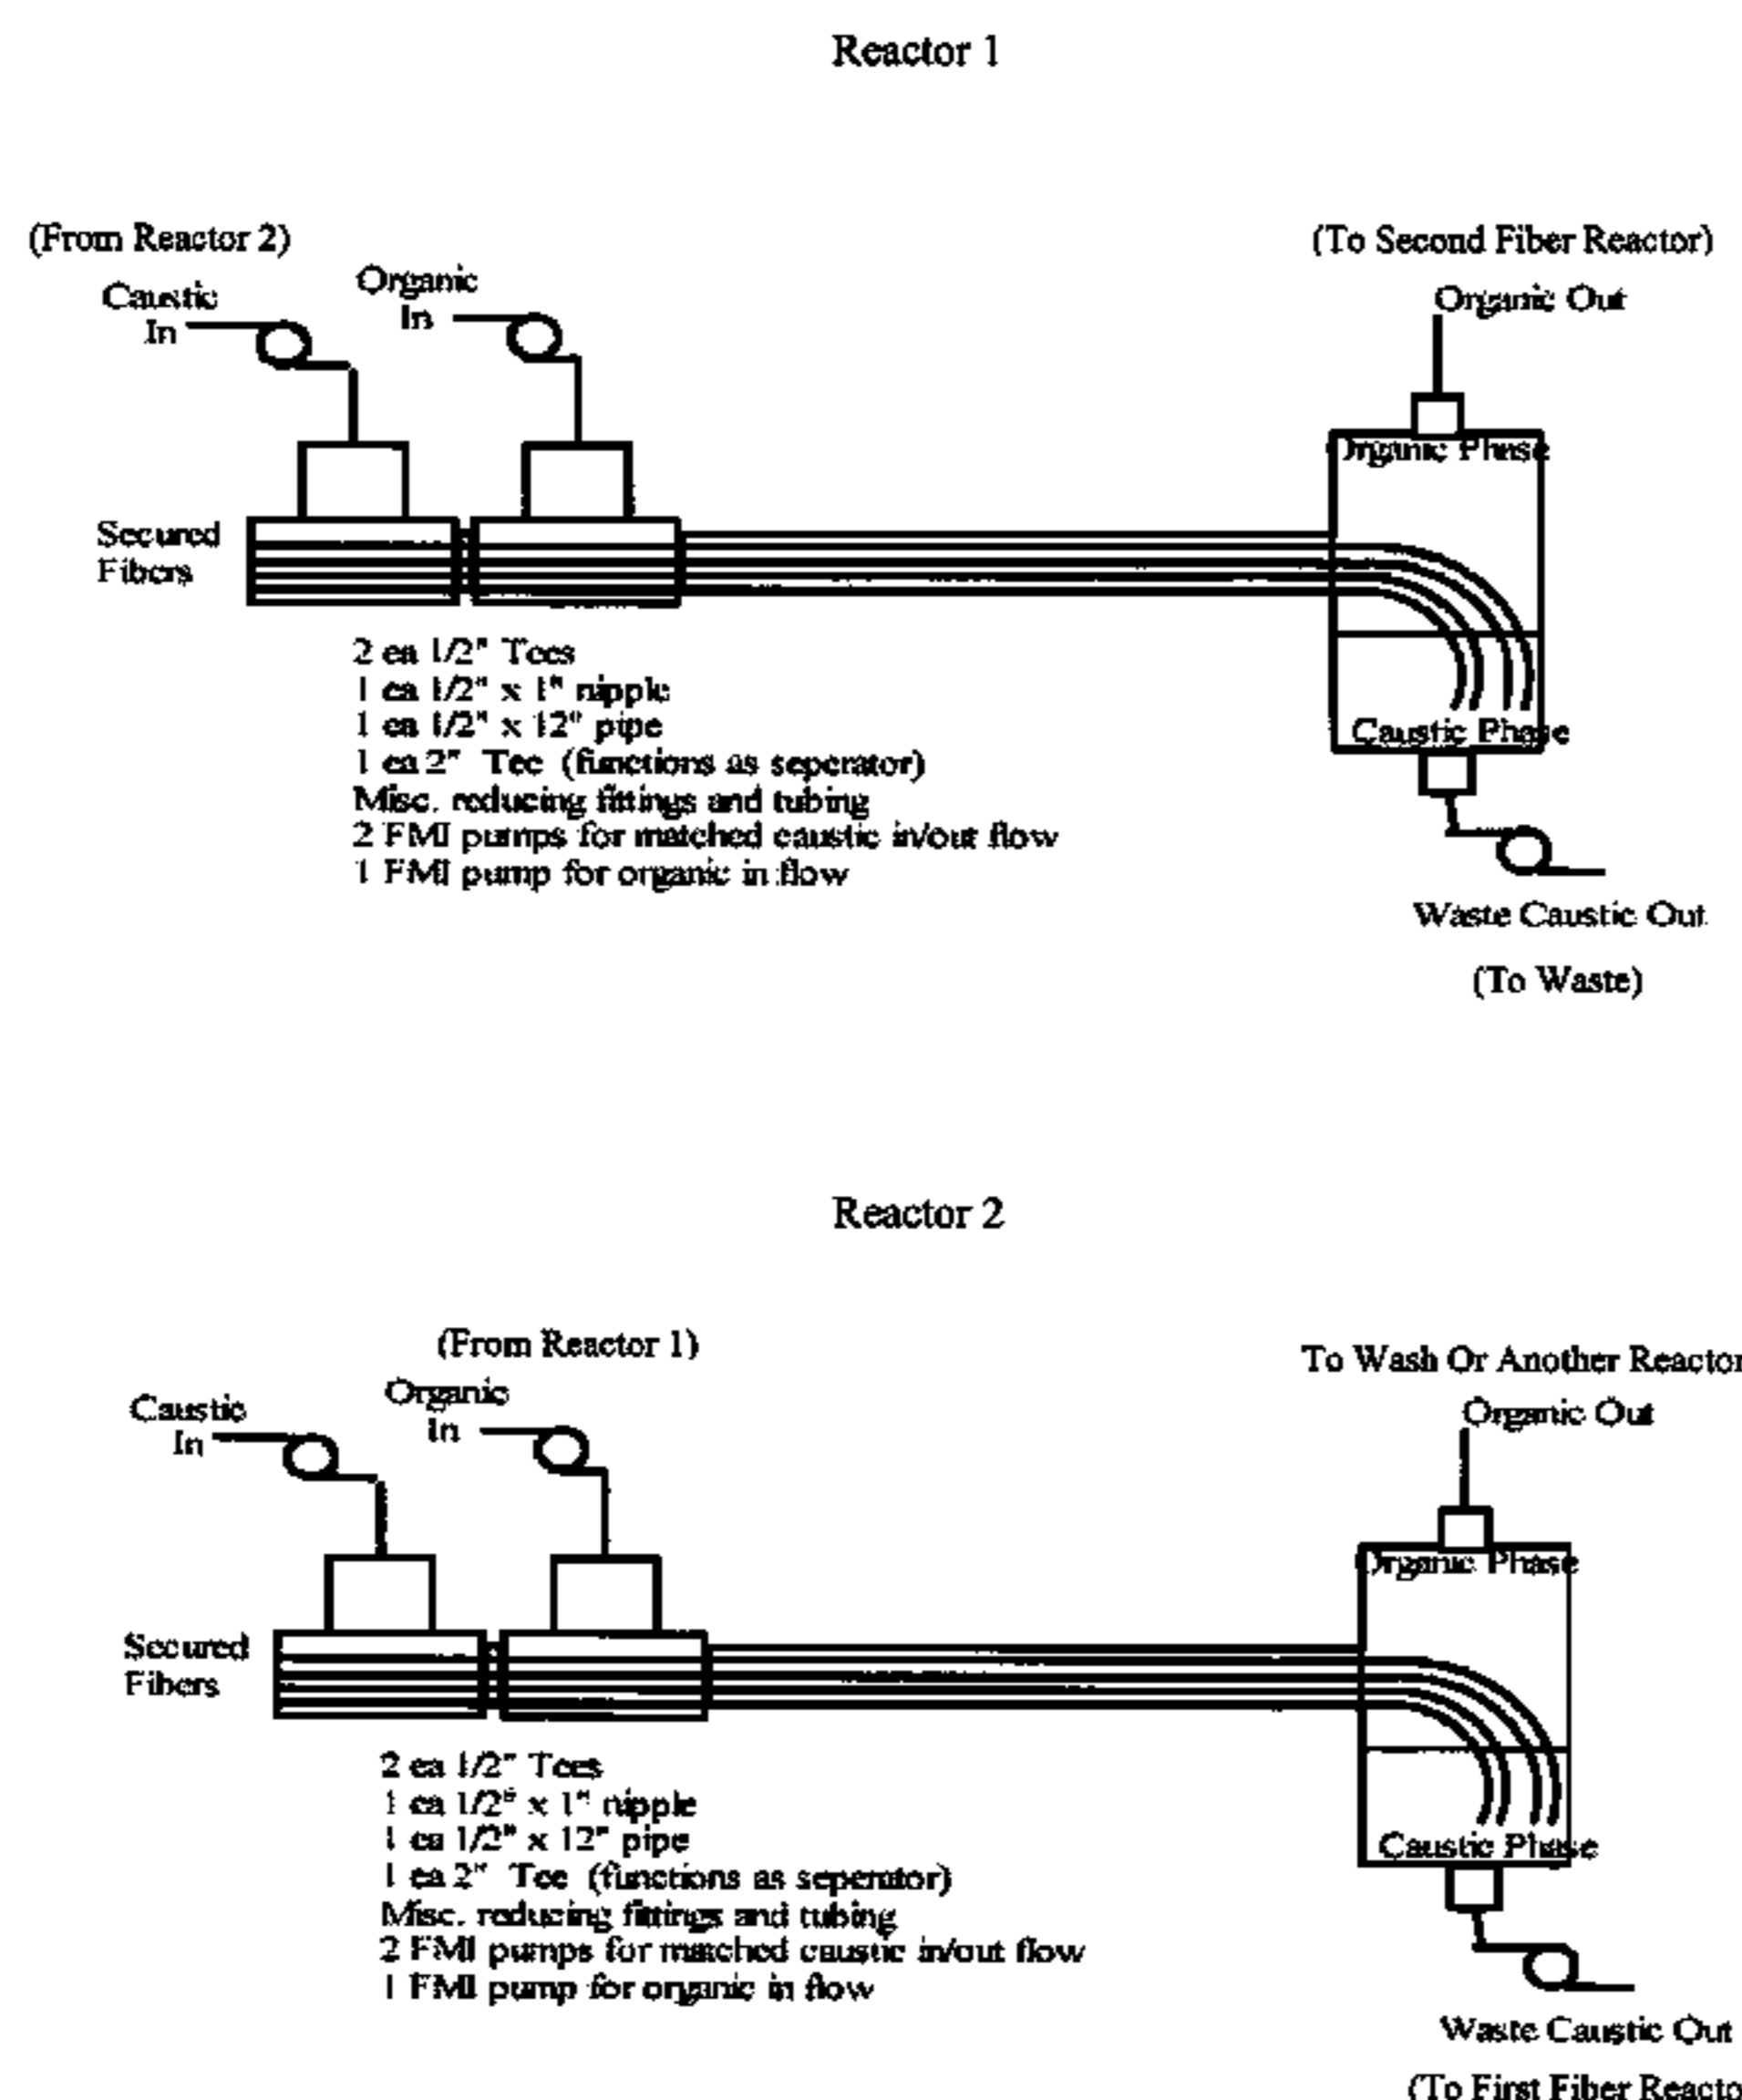 Reactor 1
(From Reactor 2)
Caustic
In
Organic
In
(To Second Fiber Reactor)
Organic Out
Organic Phase
Secured
Fibers
2 ea 1/2" Tees
1 ea 1/2" x 1" nipple
1 ea 1/2" x 12" pipe
1 ea 2" Tee (functions as seperator)
Misc. reducing fittings and tubing
2 FMI pumps for matched caustic in/out flow
1 FMI pump for organic in flow
Caustic Phase
Waste Caustic Out
(To Waste)
Reactor 2
(From Reactor 1)
Caustic
In
Organic
In
To Wash Or Another Reactor
Organic Out
Organic Phase
Secured
Fibers
2 ea 1/2" Tees
1 ea 1/2" x 1" nipple
1 ea 1/2" x 12" pipe
1 ea 2" Tee (functions as seperator)
Misc. reducing fittings and tubing
2 FMI pumps for matched caustic in/out flow
1 FMI pump for organic in flow
Caustic Phase
Waste Caustic Out
(To First Fiber Reacto